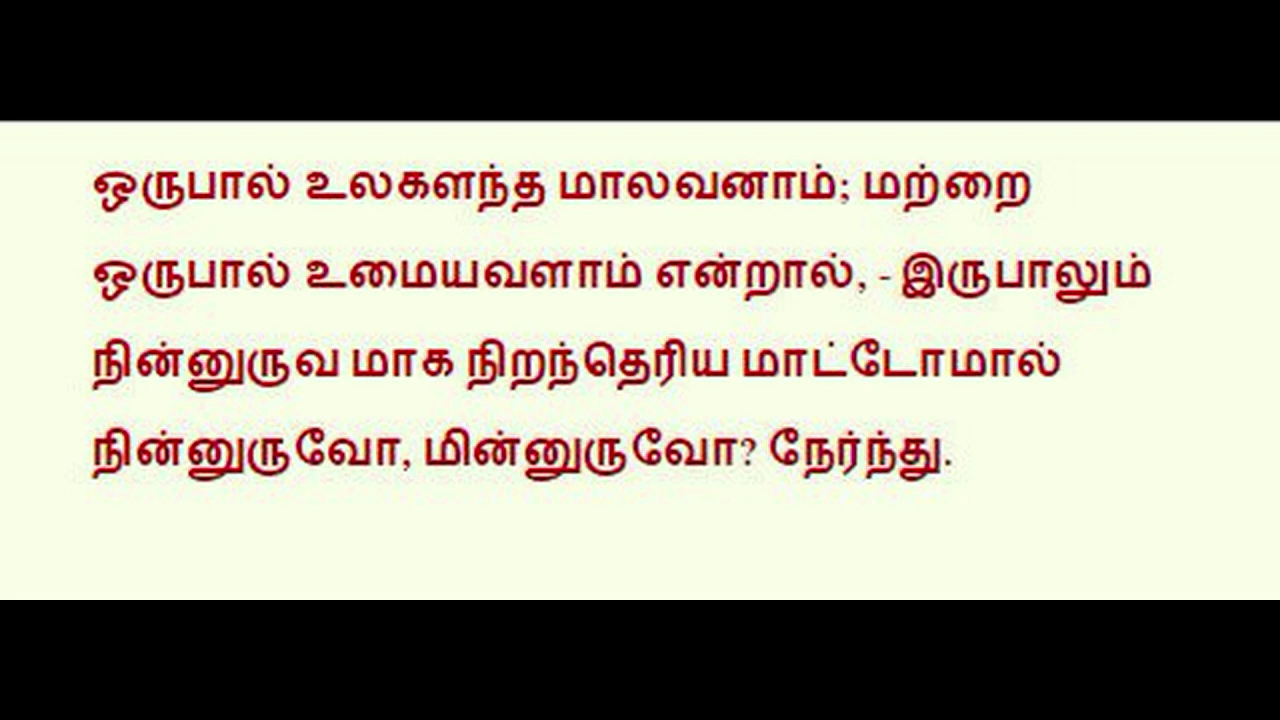 ஒருபால் உலகளந்த மாலவனாம்; மற்றை
ஒருபால் உமையவளாம் என்றால், - இருபாலும்
நின்னுருவ மாக நிறந்தெரிய மாட்டோமால்
நின்னுருவோ, மின்னுருவோ? நேர்ந்து.